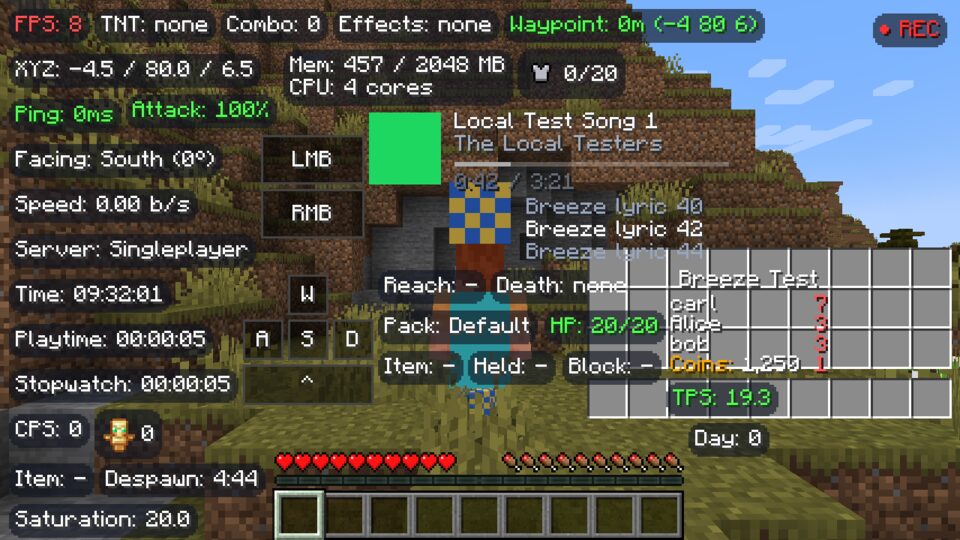 FPS: 8 TNT: none Combo: 0 Effects: none Waypoint: 0m (-4 80 6) REC
XYZ: -4.5 / 80.0 / 6.5
Mem: 457 / 2048 MB
CPU: 4 cores
0/20
Ping: 0ms Attack: 100%
Local Test Song 1
The Local Testers
0:42 / 3:21
Facing: South (0°)
LMB
Speed: 0.00 b/s
RMB
Breeze lyric 40
Breeze lyric 42
Breeze lyric 44
Server: Singleplayer
Time: 09:32:01
W
Reach: - Death: none
Breeze Test
carl 7
Alice 3
bob 3
Coins: 1,250 1
Playtime: 00:00:05
A S D
Pack: Default HP: 20/20
Stopwatch: 00:00:05
^
Item: - Held: - Block: -
TPS: 19.3
CPS: 0
0
Day: 0
Item: - Despawn: 4:44
Saturation: 20.0